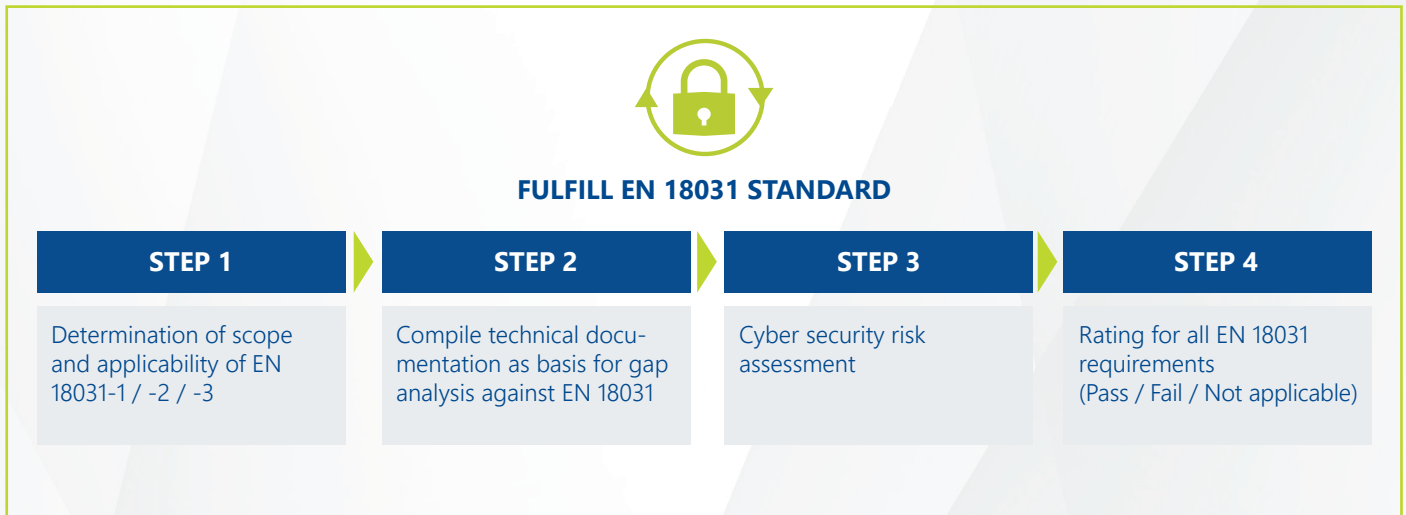 FULFILL EN 18031 STANDARD
STEP 1
Determination of scope
and applicability of EN
18031-1 / -2 / -3
STEP 2
Compile technical docu-
mentation as basis for gap
analysis against EN 18031
STEP 3
Cyber security risk
assessment
STEP 4
Rating for all EN 18031
requirements
(Pass / Fail / Not applicable)